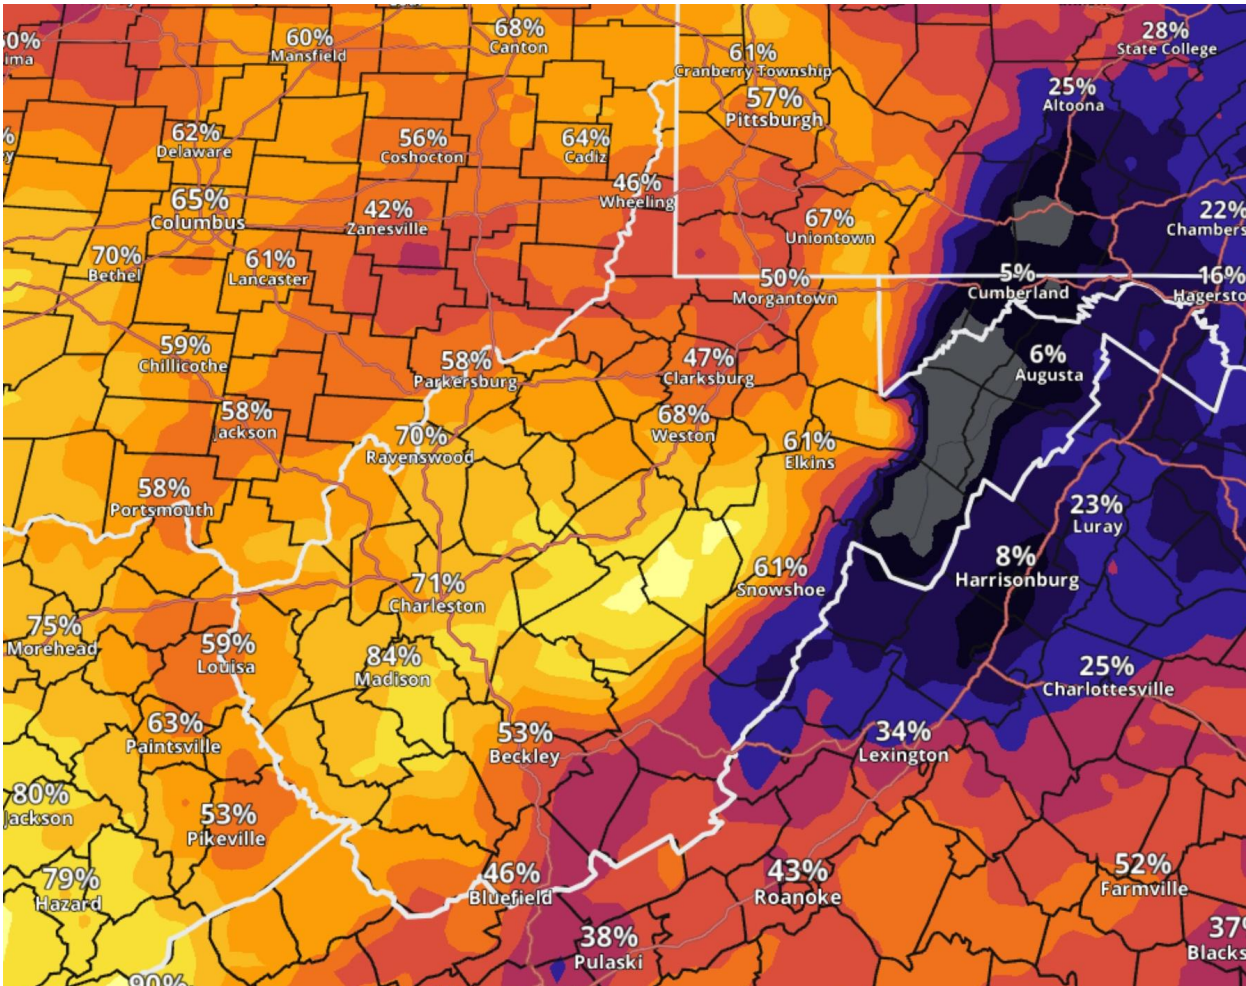 68%
Canton
28%
State College
60%
Mansfield
61%
Cranberry Township
25%
Altoona
57%
Pittsburgh
62%
Delaware
56%
Coshocton
64%
Cadiz
46%
Wheeling
65%
Columbus
42%
Zanesville
67%
Uniontown
22%
Chambers
70%
Bethel
61%
Lancaster
50%
Morgantown
5%
Cumberland
16%
Hagersto
59%
Chillicothe
58%
Parkersburg
47%
Clarksburg
6%
Augusta
58%
Jackson
70%
Ravenswood
68%
Weston
61%
Elkins
58%
Portsmouth
23%
Luray
71%
Charleston
61%
Snowshoe
8%
Harrisonburg
75%
Morehead
59%
Louisa
84%
Madison
25%
Charlottesville
63%
Paintsville
53%
Beckley
34%
Lexington
80%
Jackson
53%
Pikeville
79%
Hazard
46%
Bluefield
43%
Roanoke
52%
Farmville
38%
Pulaski
37%
Blacks